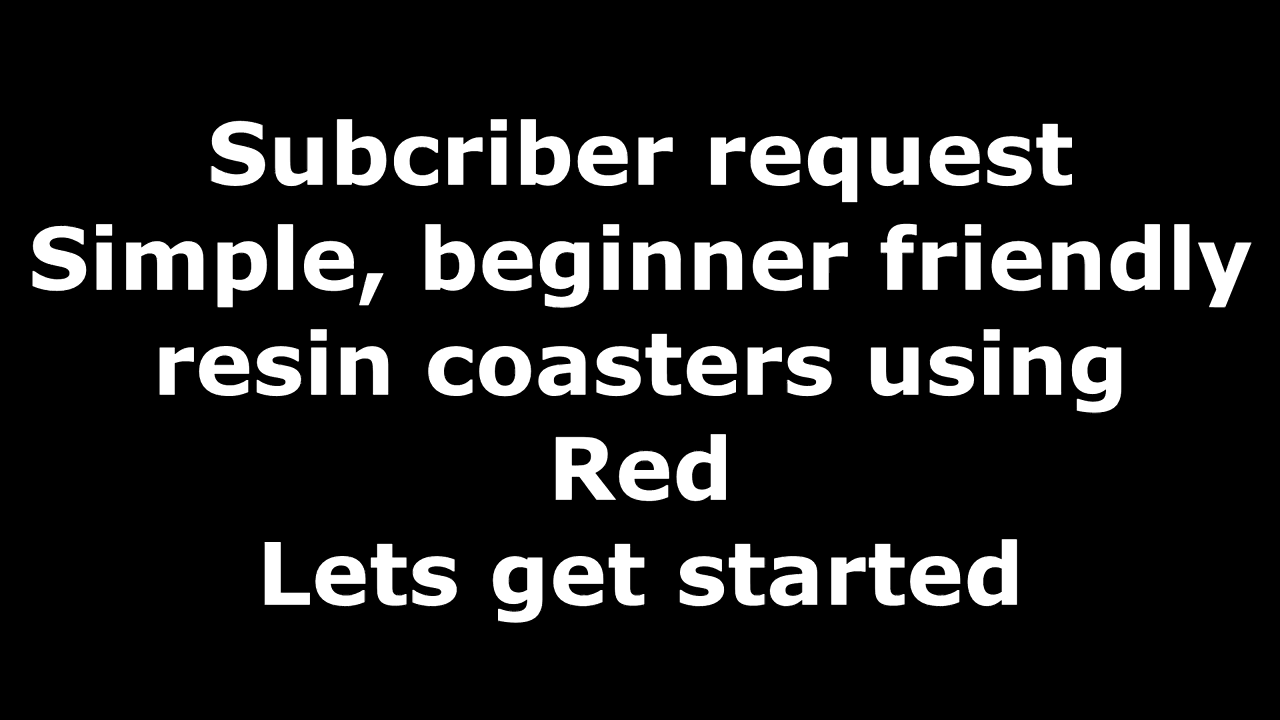 Subcriber request
Simple, beginner friendly
resin coasters using
Red
Lets get started